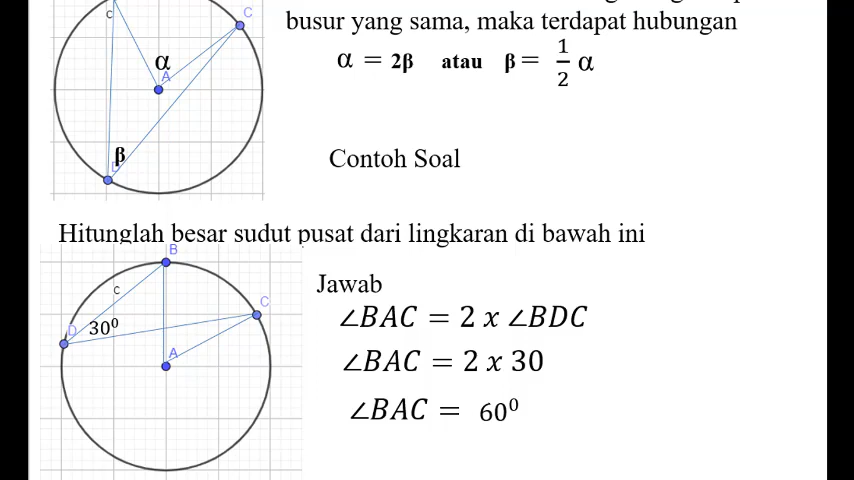 C
c
busur yang sama, maka terdapat hubungan
α = 2β atau β = 1/2 α
α
A
β
Contoh Soal
Hitunglah besar sudut pusat dari lingkaran di bawah ini
B
Jawab
c
C
∠BAC = 2 x ∠BDC
D 30⁰
A
∠BAC = 2 x 30
∠BAC = 60⁰